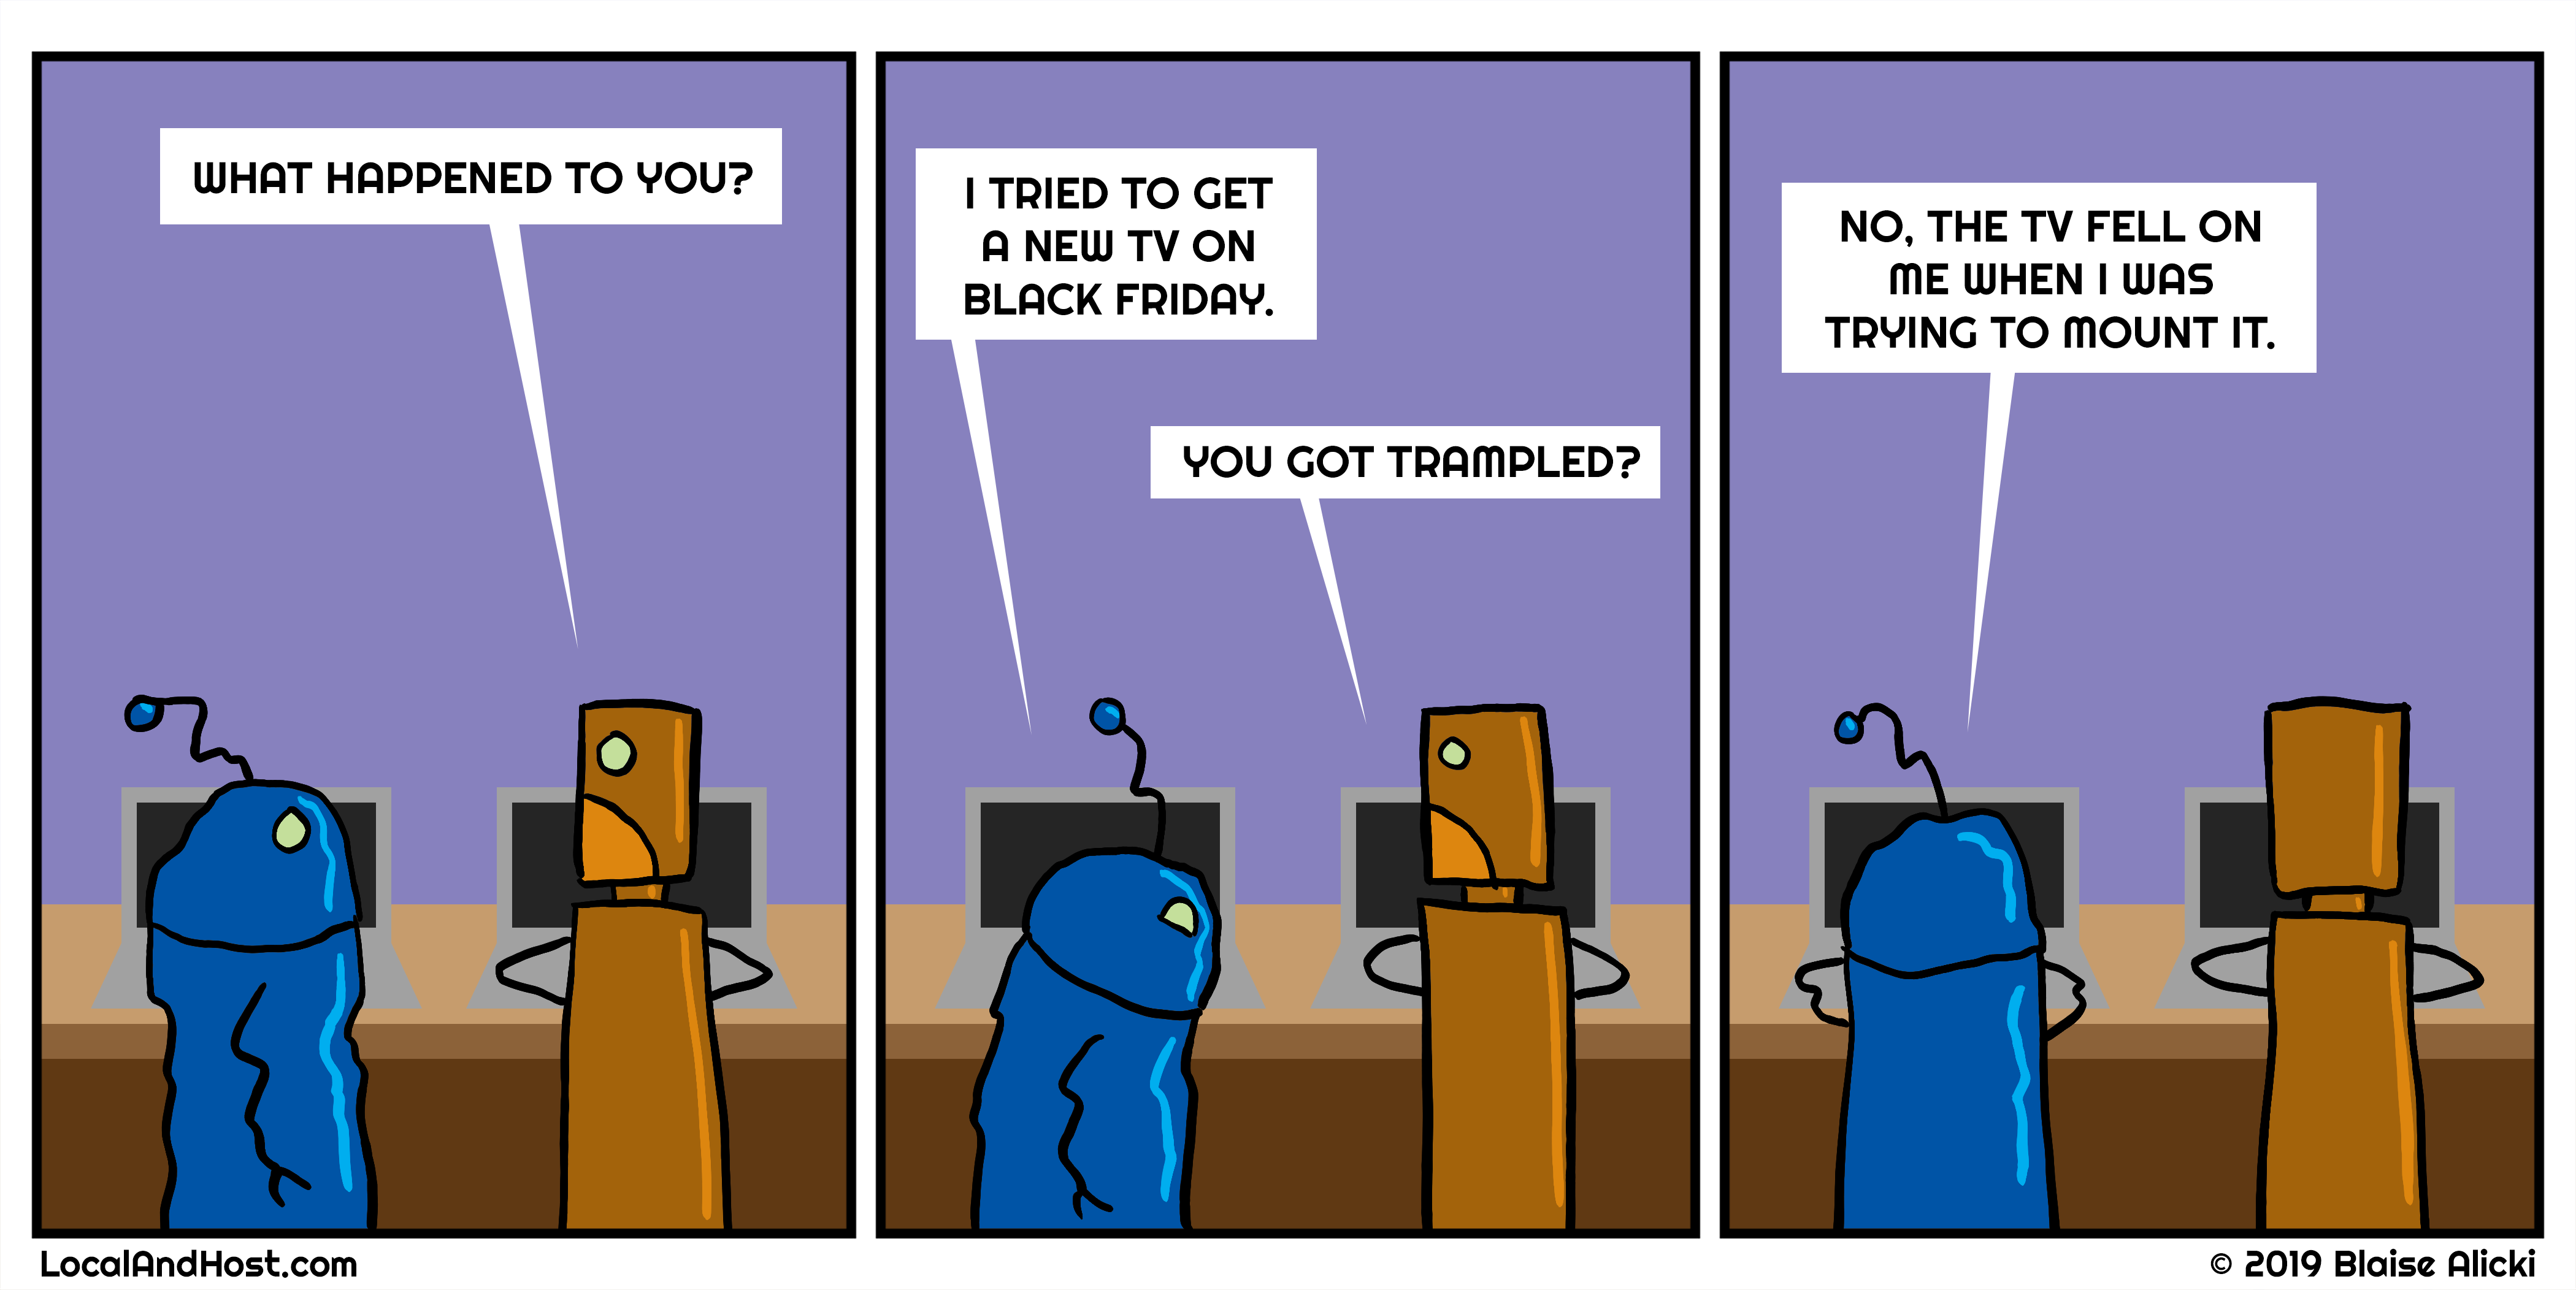 WHAT HAPPENED TO YOU?
I TRIED TO GET
A NEW TV ON
BLACK FRIDAY.
YOU GOT TRAMPLED?
NO, THE TV FELL ON
ME WHEN I WAS
TRYING TO MOUNT IT.
LocalAndHost.com
© 2019 Blaise Alicki